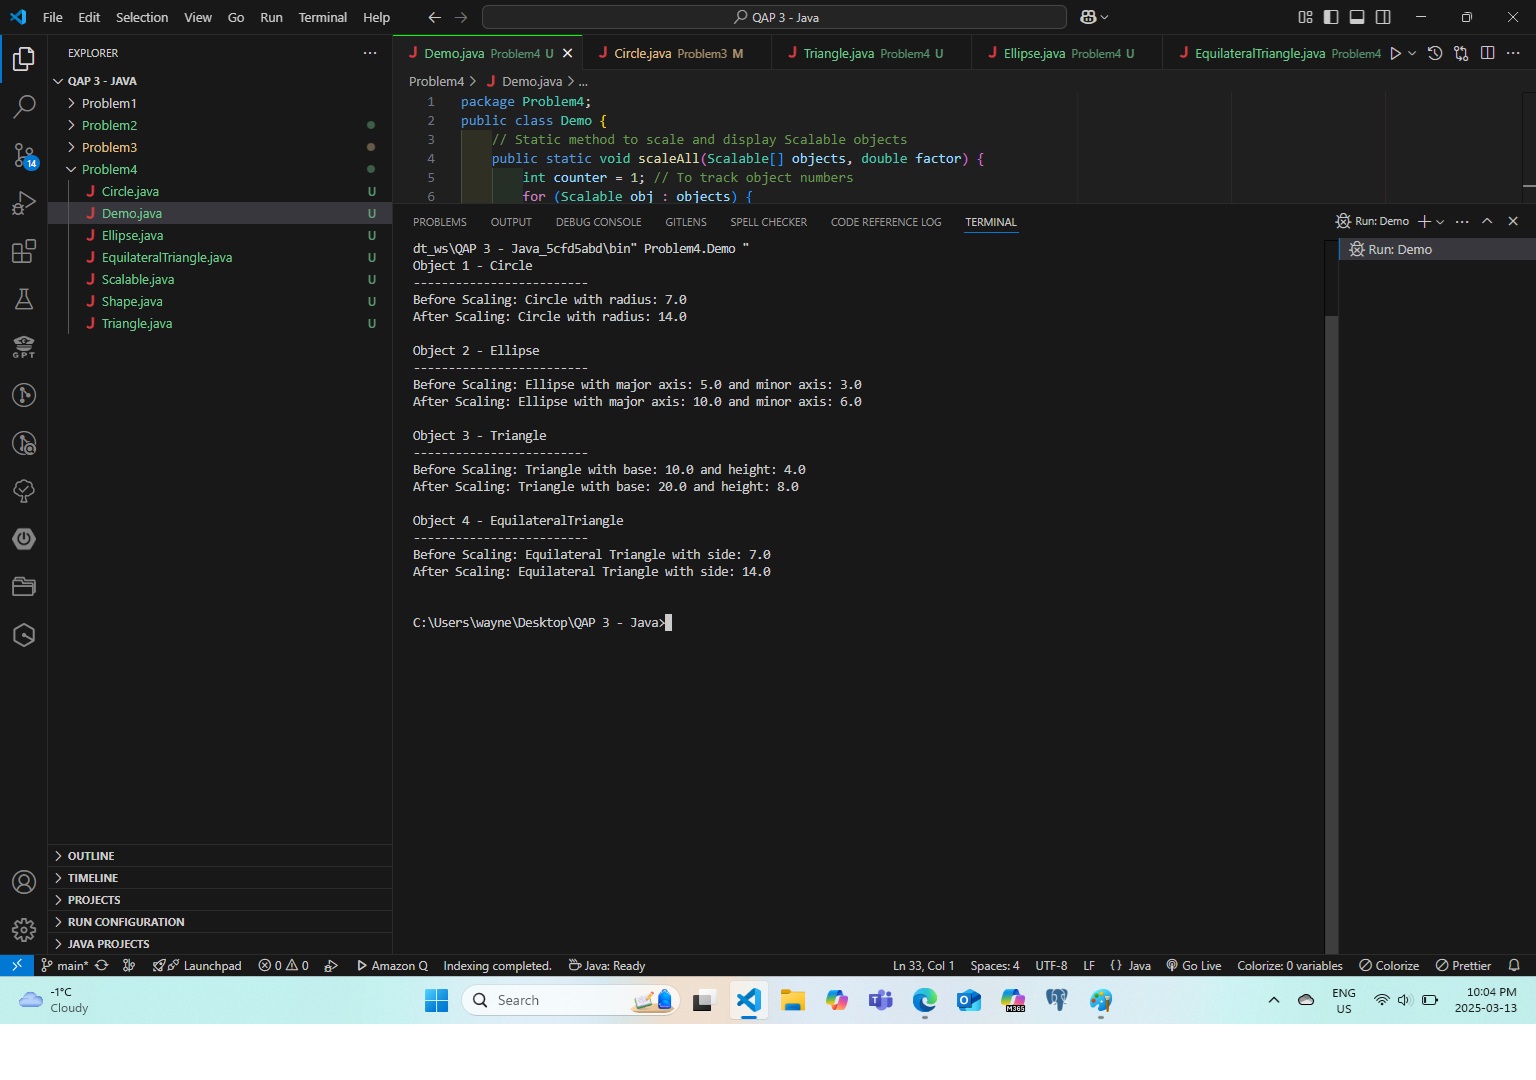 File Edit Selection View Go Run Terminal Help
QAP 3 - Java
EXPLORER
QAP 3 - JAVA
Problem1
Problem2
Problem3
Problem4
Circle.java U
Demo.java U
Ellipse.java U
EquilateralTriangle.java U
Scalable.java U
Shape.java U
Triangle.java U
14
GPT
OUTLINE
TIMELINE
PROJECTS
RUN CONFIGURATION
JAVA PROJECTS
Demo.java Problem4 U Circle.java Problem3 M Triangle.java Problem4 U Ellipse.java Problem4 U EquilateralTriangle.java Problem4
Problem4 > Demo.java > ...
1 package Problem4;
2 public class Demo {
3 // Static method to scale and display Scalable objects
4 public static void scaleAll(Scalable[] objects, double factor) {
5 int counter = 1; // To track object numbers
6 for (Scalable obj : objects) {
PROBLEMS OUTPUT DEBUG CONSOLE GITLENS SPELL CHECKER CODE REFERENCE LOG TERMINAL
Run: Demo
Run: Demo
dt_ws\QAP 3 - Java_5cfd5abd\bin" Problem4.Demo "
Object 1 - Circle
-------------------------
Before Scaling: Circle with radius: 7.0
After Scaling: Circle with radius: 14.0
Object 2 - Ellipse
-------------------------
Before Scaling: Ellipse with major axis: 5.0 and minor axis: 3.0
After Scaling: Ellipse with major axis: 10.0 and minor axis: 6.0
Object 3 - Triangle
-------------------------
Before Scaling: Triangle with base: 10.0 and height: 4.0
After Scaling: Triangle with base: 20.0 and height: 8.0
Object 4 - EquilateralTriangle
-------------------------
Before Scaling: Equilateral Triangle with side: 7.0
After Scaling: Equilateral Triangle with side: 14.0
C:\Users\wayne\Desktop\QAP 3 - Java>
main* Launchpad 0 0 Amazon Q Indexing completed. Java: Ready Ln 33, Col 1 Spaces: 4 UTF-8 LF {} Java Go Live Colorize: 0 variables Colorize Prettier
-1°C
Cloudy
Search
M365
ENG
US
10:04 PM
2025-03-13